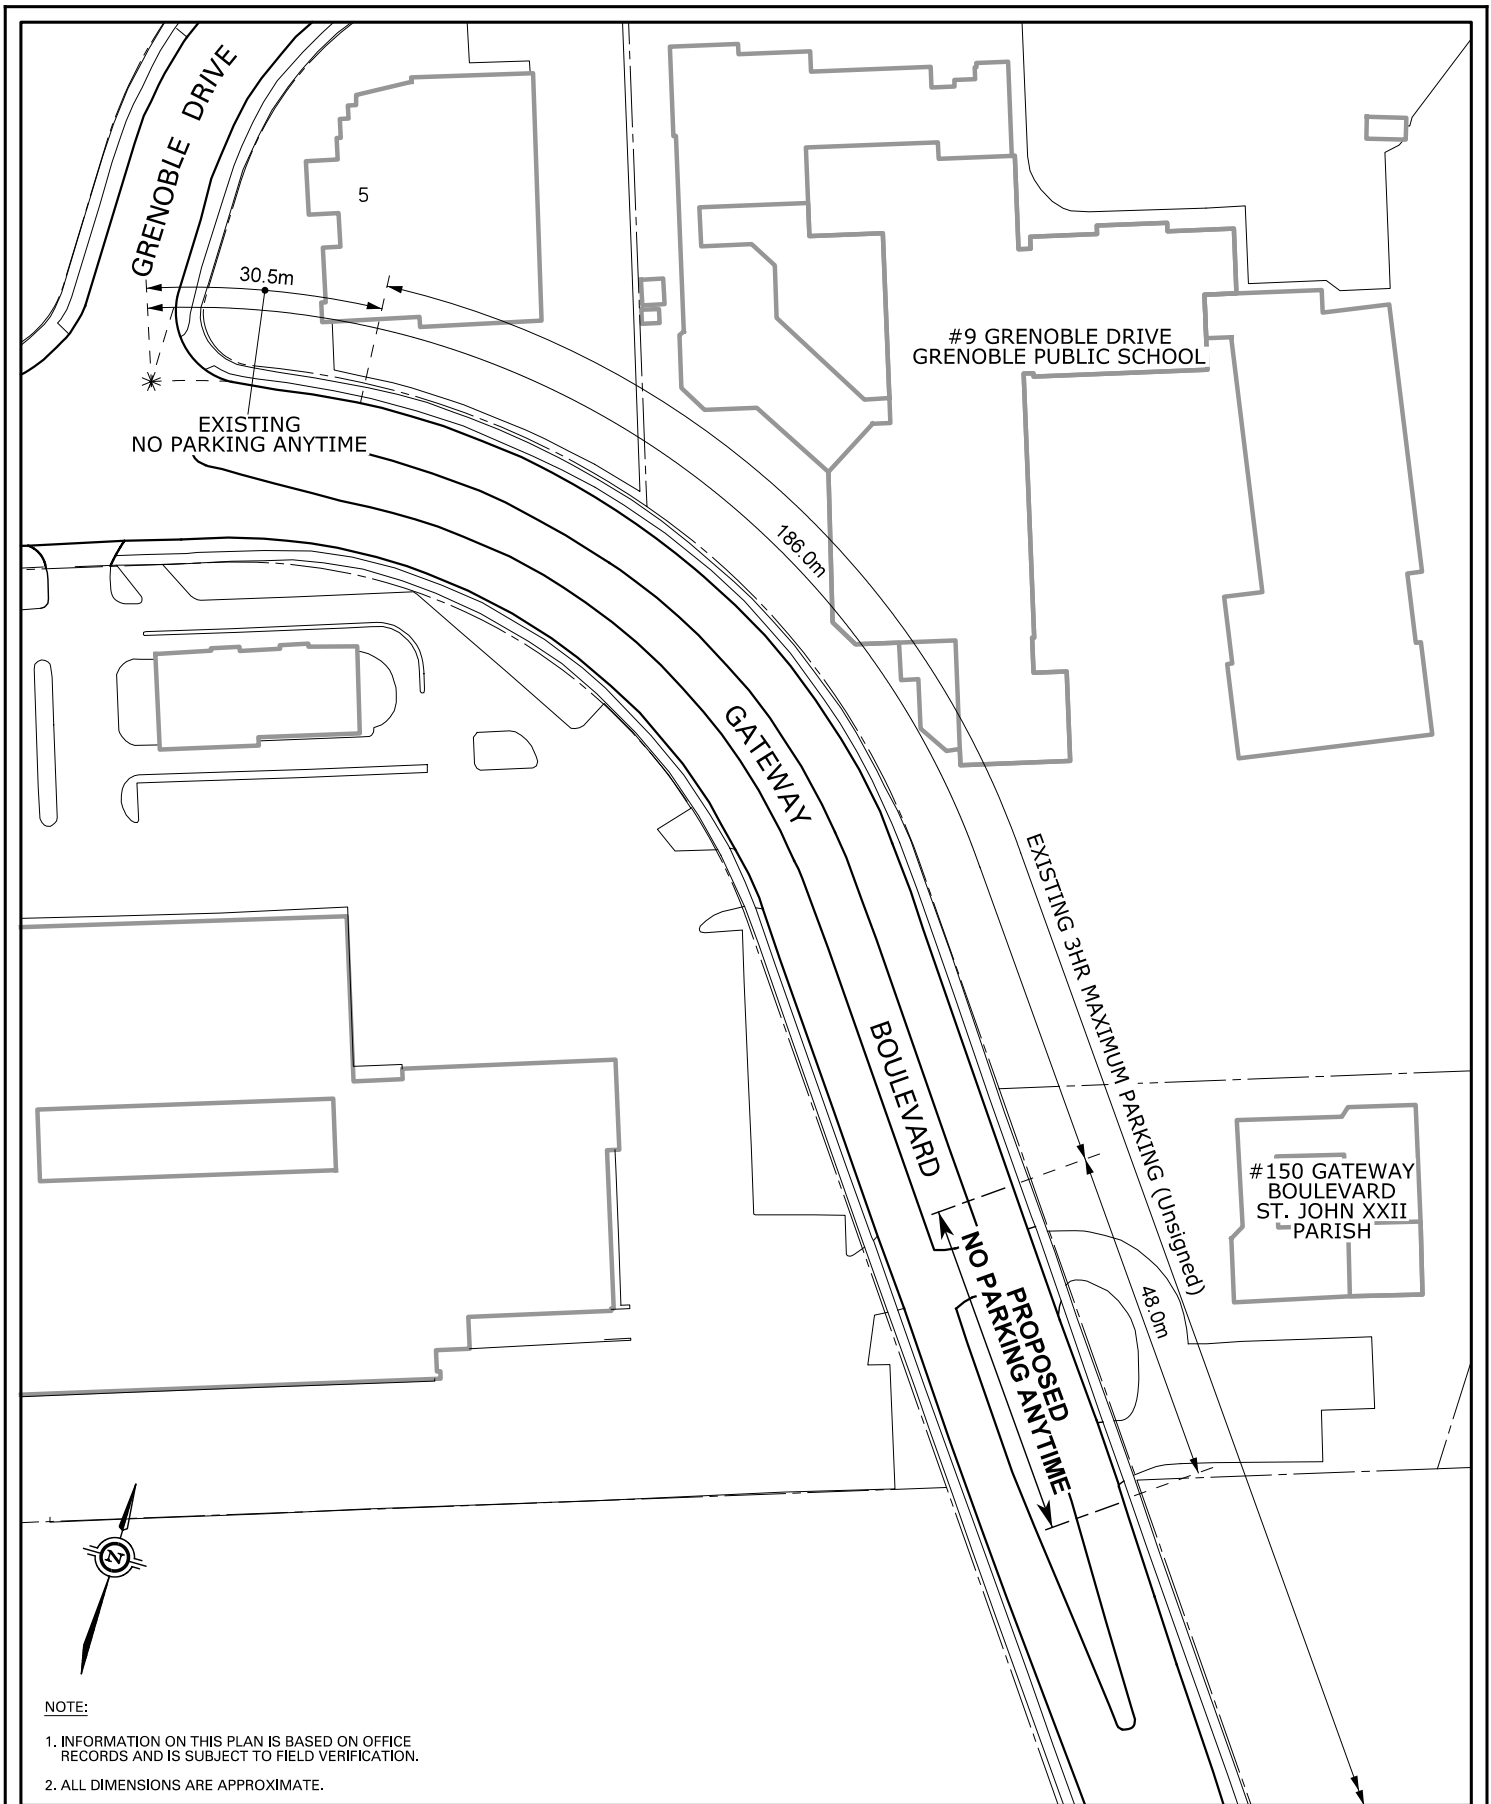 GRENOBLE DRIVE
5
30.5m
#9 GRENOBLE DRIVE
GRENOBLE PUBLIC SCHOOL
EXISTING
NO PARKING ANYTIME
186.0m
GATEWAY
BOULEVARD
EXISTING 3HR MAXIMUM PARKING (Unsigned)
#150 GATEWAY
BOULEVARD
ST. JOHN XXII
PARISH
48.0m
PROPOSED
NO PARKING ANYTIME
N
NOTE:
1. INFORMATION ON THIS PLAN IS BASED ON OFFICE
RECORDS AND IS SUBJECT TO FIELD VERIFICATION.
2. ALL DIMENSIONS ARE APPROXIMATE.